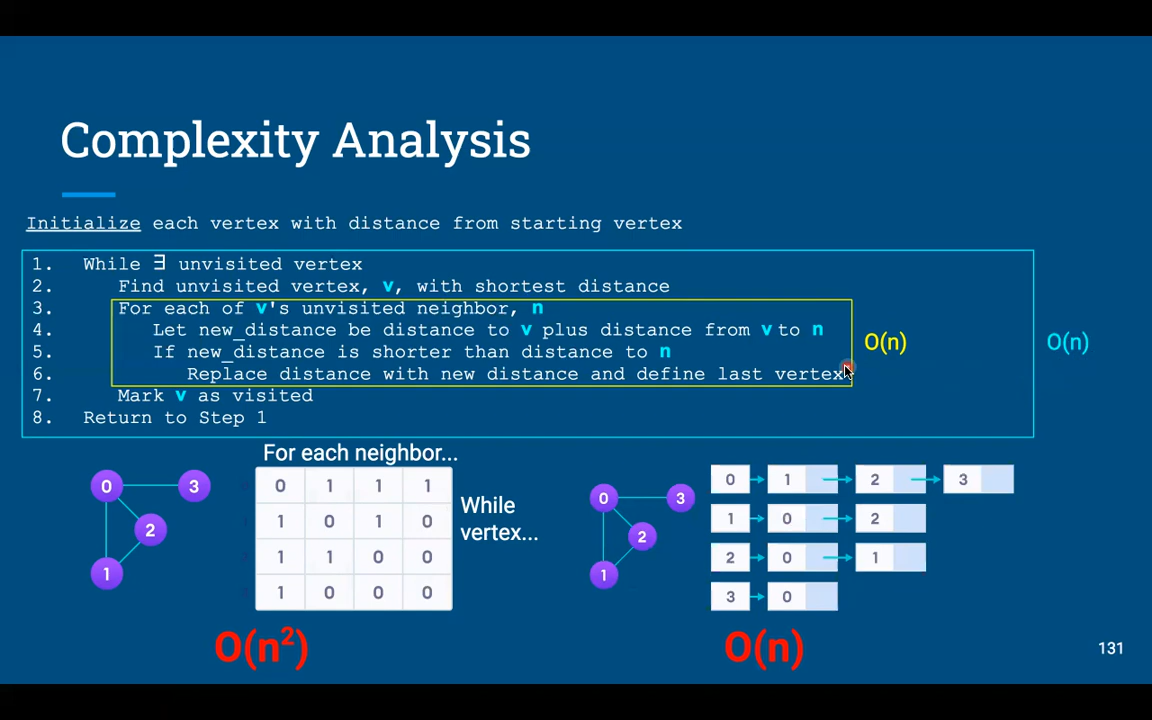 Complexity Analysis
Initialize each vertex with distance from starting vertex
1. While ∃ unvisited vertex
2. Find unvisited vertex, v, with shortest distance
3. For each of v's unvisited neighbor, n
4. Let new_distance be distance to v plus distance from v to n
5. If new_distance is shorter than distance to n
6. Replace distance with new distance and define last vertex
7. Mark v as visited
8. Return to Step 1
O(n)
O(n)
For each neighbor...
While
vertex...
0 3
2
1
0 1 1 1
1 0 1 0
1 1 0 0
1 0 0 0
O(n²)
0 3
2
1
0 1 2 3
1 0 2
2 0 1
3 0
O(n)
131